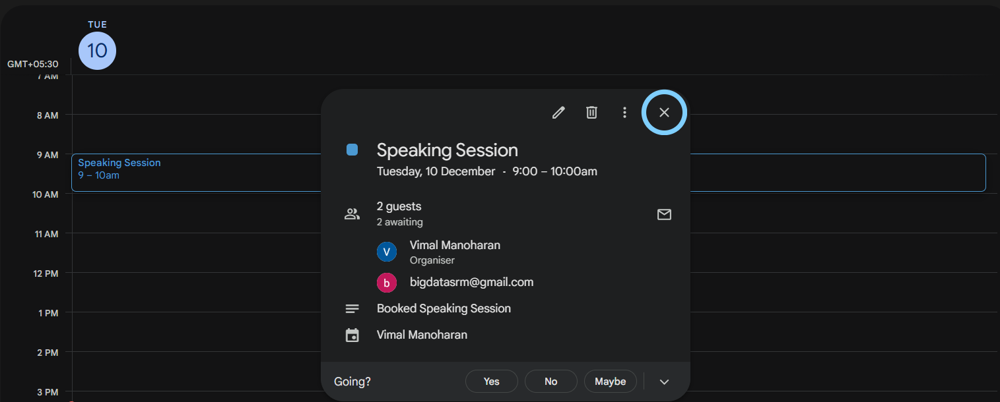 TUE
10
GMT+05:30
7 AM
8 AM
9 AM
10 AM
11 AM
12 PM
1 PM
2 PM
3 PM
Speaking Session
9 – 10am
Speaking Session
Tuesday, 10 December · 9:00 – 10:00am
2 guests
2 awaiting
V
Vimal Manoharan
Organiser
b
bigdatasrm@gmail.com
Booked Speaking Session
Vimal Manoharan
Going?
Yes
No
Maybe